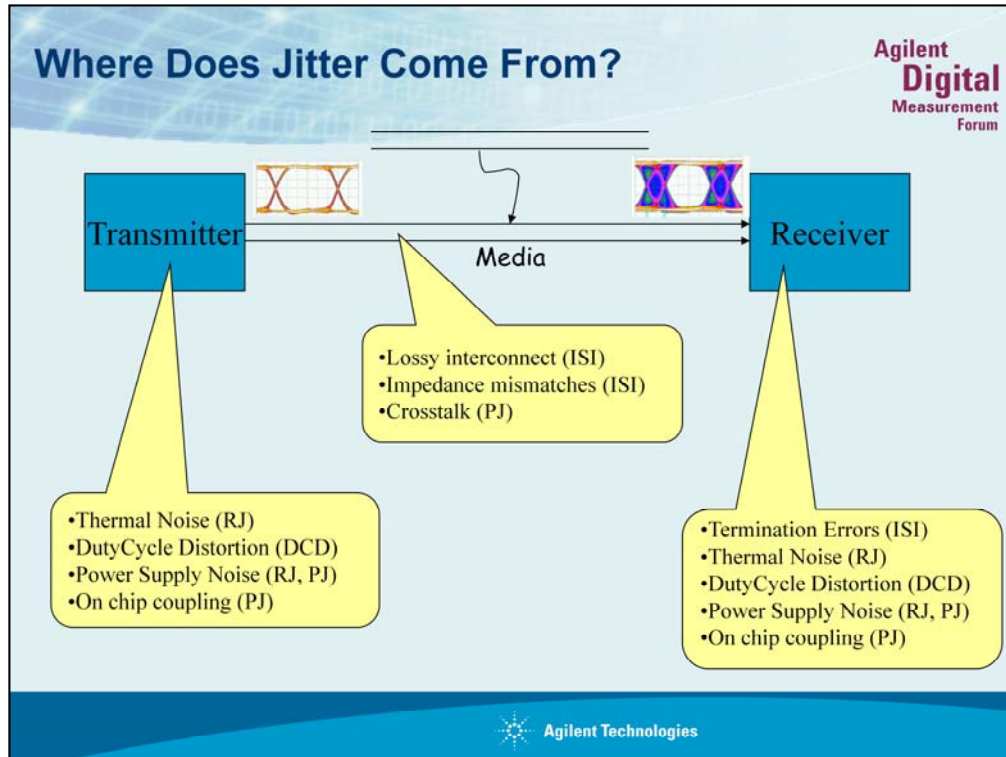 Where Does Jitter Come From?
Agilent
Digital
Measurement
Forum
Transmitter
Media
Receiver
•Lossy interconnect (ISI)
•Impedance mismatches (ISI)
•Crosstalk (PJ)
•Thermal Noise (RJ)
•DutyCycle Distortion (DCD)
•Power Supply Noise (RJ, PJ)
•On chip coupling (PJ)
•Termination Errors (ISI)
•Thermal Noise (RJ)
•DutyCycle Distortion (DCD)
•Power Supply Noise (RJ, PJ)
•On chip coupling (PJ)
Agilent Technologies